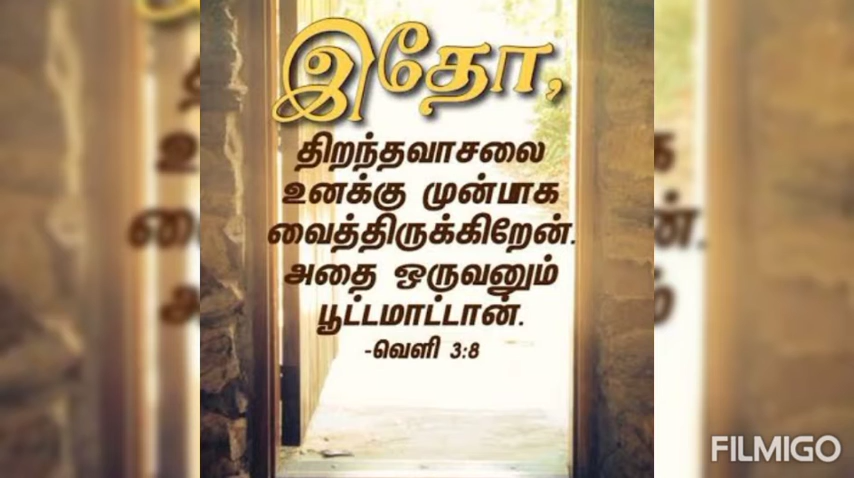 இதோ,
திறந்தவாசலை
உனக்கு முன்பாக
வைத்திருக்கிறேன்.
அதை ஒருவனும்
பூட்டமாட்டான்.
-வெளி 3:8
FILMIGO